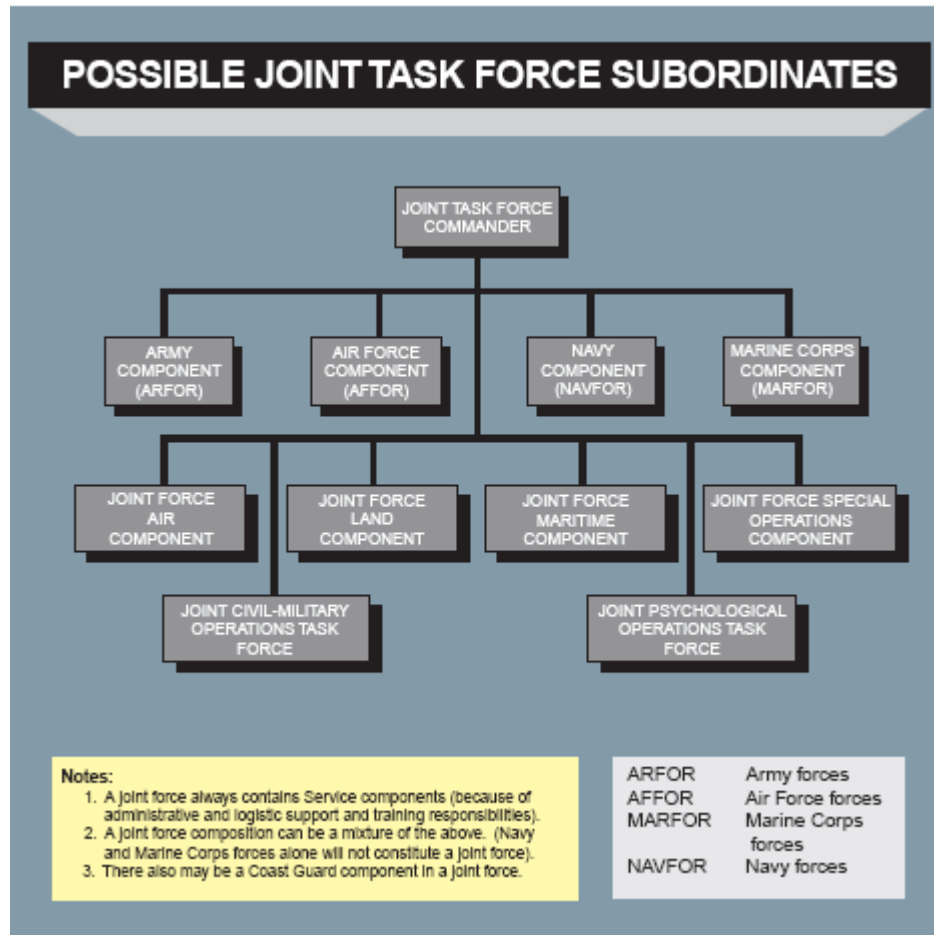 POSSIBLE JOINT TASK FORCE SUBORDINATES
JOINT TASK FORCE
COMMANDER
ARMY
COMPONENT
(ARFOR)
AIR FORCE
COMPONENT
(AFFOR)
NAVY
COMPONENT
(NAVFOR)
MARINE CORPS
COMPONENT
(MARFOR)
JOINT FORCE
AIR
COMPONENT
JOINT FORCE
LAND
COMPONENT
JOINT FORCE
MARITIME
COMPONENT
JOINT FORCE SPECIAL
OPERATIONS
COMPONENT
JOINT CIVIL-MILITARY
OPERATIONS TASK
FORCE
JOINT PSYCHOLOGICAL
OPERATIONS TASK
FORCE
Notes:
1. A joint force always contains Service components (because of
administrative and logistic support and training responsibilities).
2. A joint force composition can be a mixture of the above. (Navy
and Marine Corps forces alone will not constitute a joint force).
3. There also may be a Coast Guard component in a joint force.
ARFOR Army forces
AFFOR Air Force forces
MARFOR Marine Corps
forces
NAVFOR Navy forces